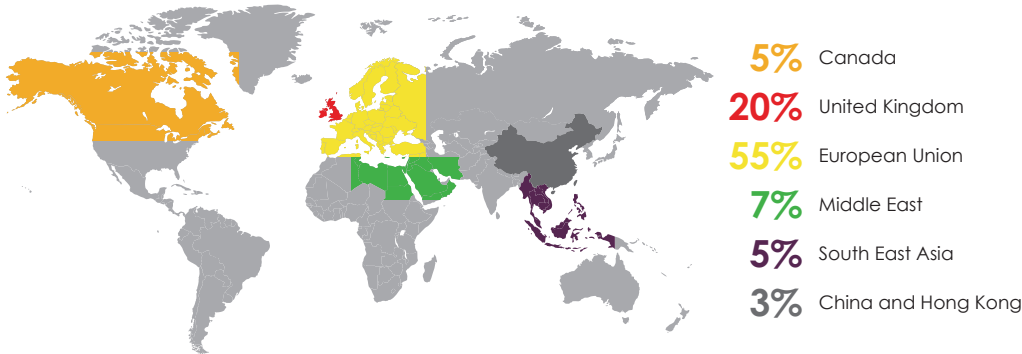 5% Canada
20% United Kingdom
55% European Union
7% Middle East
5% South East Asia
3% China and Hong Kong